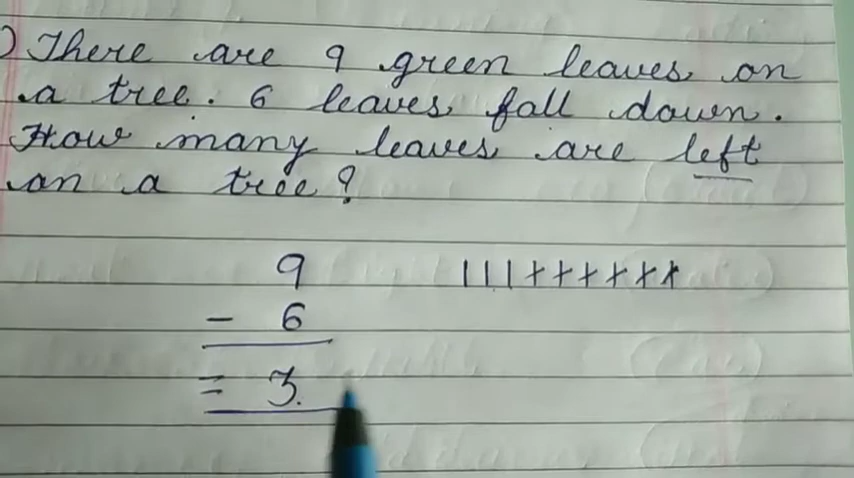 ) There are 9 green leaves on
a tree. 6 leaves fall down.
How many leaves are left
on a tree?
9 |||++++++
- 6
= 3.